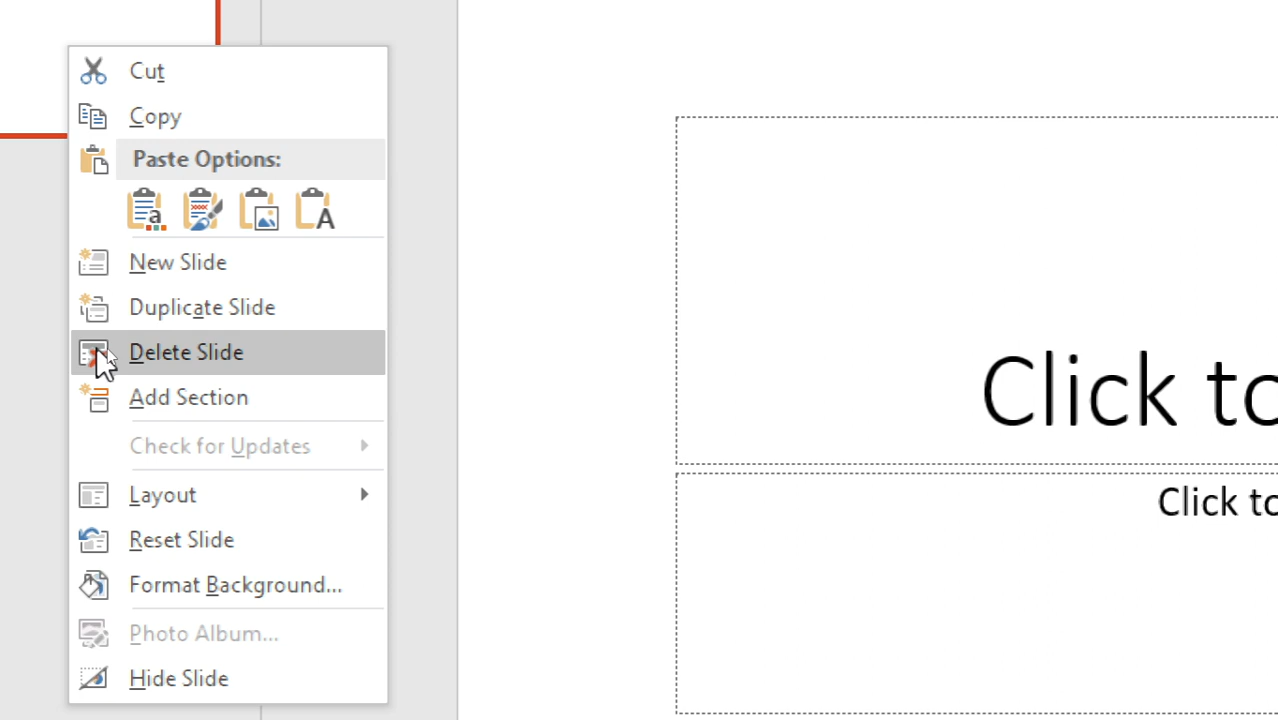 Cut
Copy
Paste Options:
New Slide
Duplicate Slide
Delete Slide
Add Section
Check for Updates
Layout
Reset Slide
Format Background...
Photo Album...
Hide Slide
Click to
Click to